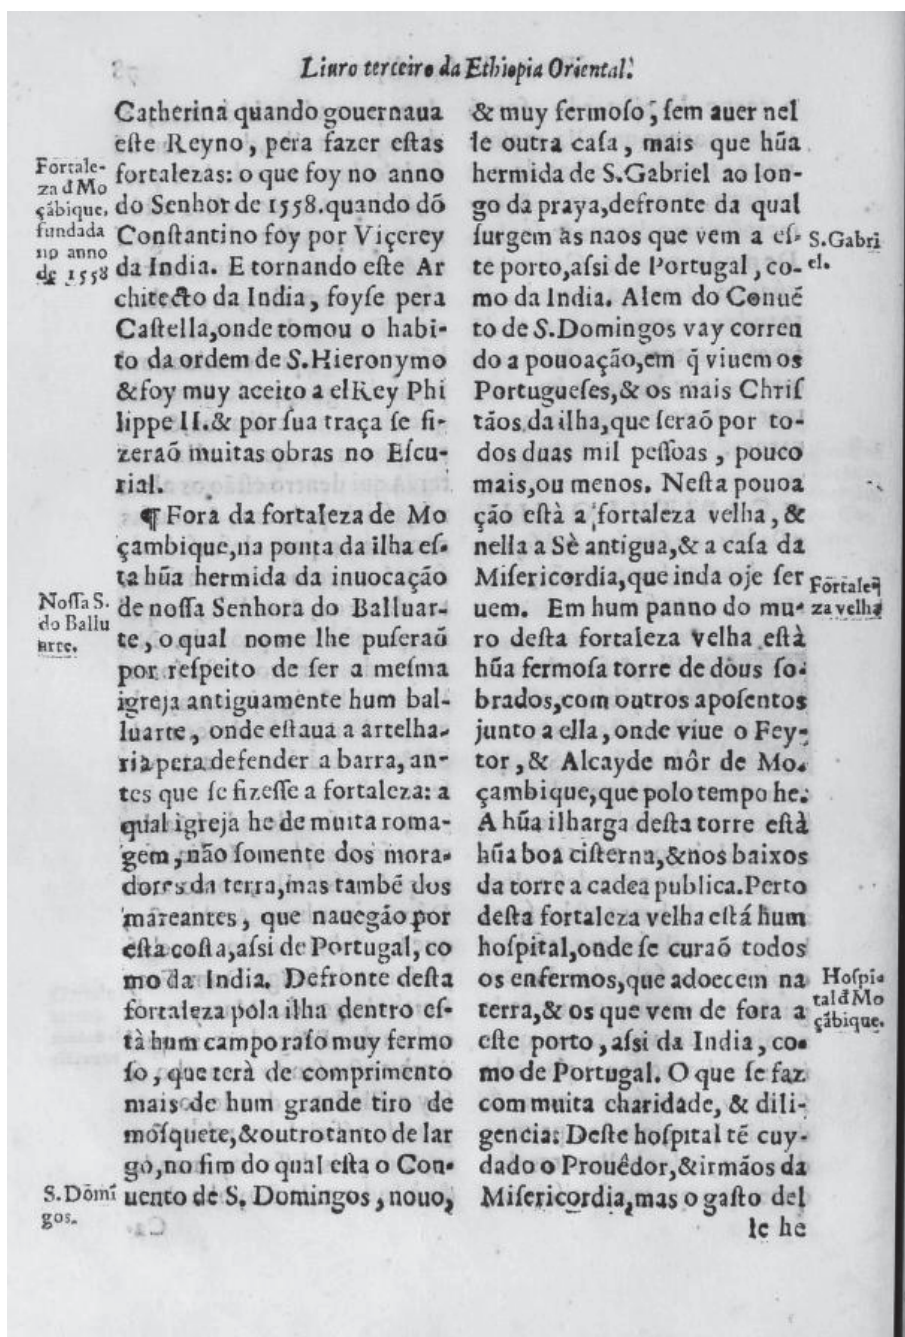 Liuro terceiro da Ethiopia Oriental.
Catherina quando gouernaua
eſte Reyno, pera fazer eſtas
fortalezas: o que foy no anno
do Senhor de 1558.quando dõ
Conſtantino foy por Viçerey
da India. E tornando eſte Ar
chitecto da India, foyſe pera
Caſtella,onde tomou o habi-
to da ordem de S.Hieronymo
&foy muy aceito a elRey Phi
lippe II.& por ſua traça ſe fi-
zeraõ muitas obras no Eſcu-
rial.
¶ Fora da fortaleza de Mo
çambique,na ponta da ilha eſ-
ta hũa hermida da inuocação
de noſſa Senhora do Balluar-
te, o qual nome lhe puſeraõ
por reſpeito de ſer a meſma
igreja antiguamente hum bal-
luarte, onde eſtaua a artelha-
ria pera defender a barra, an-
tes que ſe fizeſſe a fortaleza: a
qual igreja he de muita roma-
gem, não ſomente dos mora-
dores da terra,mas també dos
mareantes, que nauegão por
eſta coſta,aſsi de Portugal, co
mo da India. Defronte deſta
fortaleza pola ilha dentro eſ-
tà hum campo raſo muy fermo
ſo, que terà de comprimento
mais de hum grande tiro de
moſquete,&outro tanto de lar
go,no fim do qual eſta o Con-
uento de S. Domingos, nouo,
Fortale-
za d Mo
çãbique,
fundada
no anno
de 1558
Noſſa S.
do Ballu
arte.
S.Dõmĩ
gos.
& muy fermoſo, ſem auer nel
le outra caſa, mais que hũa
hermida de S.Gabriel ao lon-
go da praya,defronte da qual
ſurgem as naos que vem a eſ-
te porto,aſsi de Portugal, co-
mo da India. Alem do Conué
to de S.Domingos vay corren
do a pouoação,em q̃ viuem os
Portugueſes,& os mais Chriſ
tãos da ilha,que ſeraõ por to-
dos duas mil peſſoas, pouco
mais,ou menos. Neſta pouoa
ção eſtà a fortaleza velha, &
nella a Sè antigua,& a caſa da
Miſericordia,que inda oje ſer
uem. Em hum panno do mu-
ro deſta fortaleza velha eſtà
hũa fermoſa torre de dous ſo-
brados,com outros apoſentos
junto a ella, onde viue o Fey-
tor, & Alcayde môr de Mo-
çambique,que polo tempo he.
A hũa ilharga deſta torre eſtà
hũa boa ciſterna,&nos baixos
da torre a cadea publica.Perto
deſta fortaleza velha eſtá hum
hoſpital,onde ſe curaõ todos
os enfermos,que adoecem na
terra,& os que vem de fora a
eſte porto, aſsi da India, co-
mo de Portugal. O que ſe faz
com muita charidade, & dili-
gencia: Deſte hoſpital té cuy-
dado o Prouêdor,&irmãos da
Miſericordia,mas o gaſto del
le he
S.Gabri
el.
Fortale
za velha
Hoſpi-
tal d Mo
çãbique.